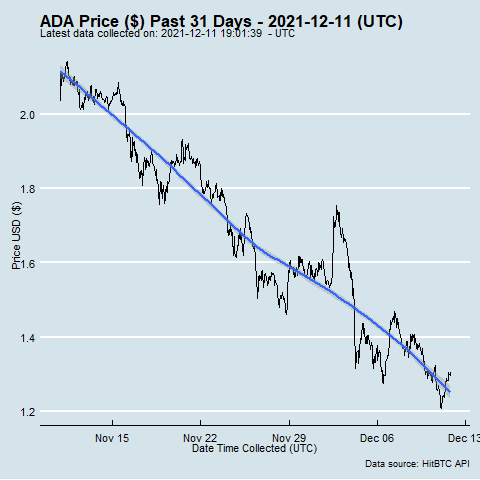 ADA Price ($) Past 31 Days - 2021-12-11 (UTC)
Latest data collected on: 2021-12-11 19:01:39 - UTC
2.0
1.8
1.6
1.4
1.2
Price USD ($)
Nov 15 Nov 22 Nov 29 Dec 06 Dec 13
Date Time Collected (UTC)
Data source: HitBTC API